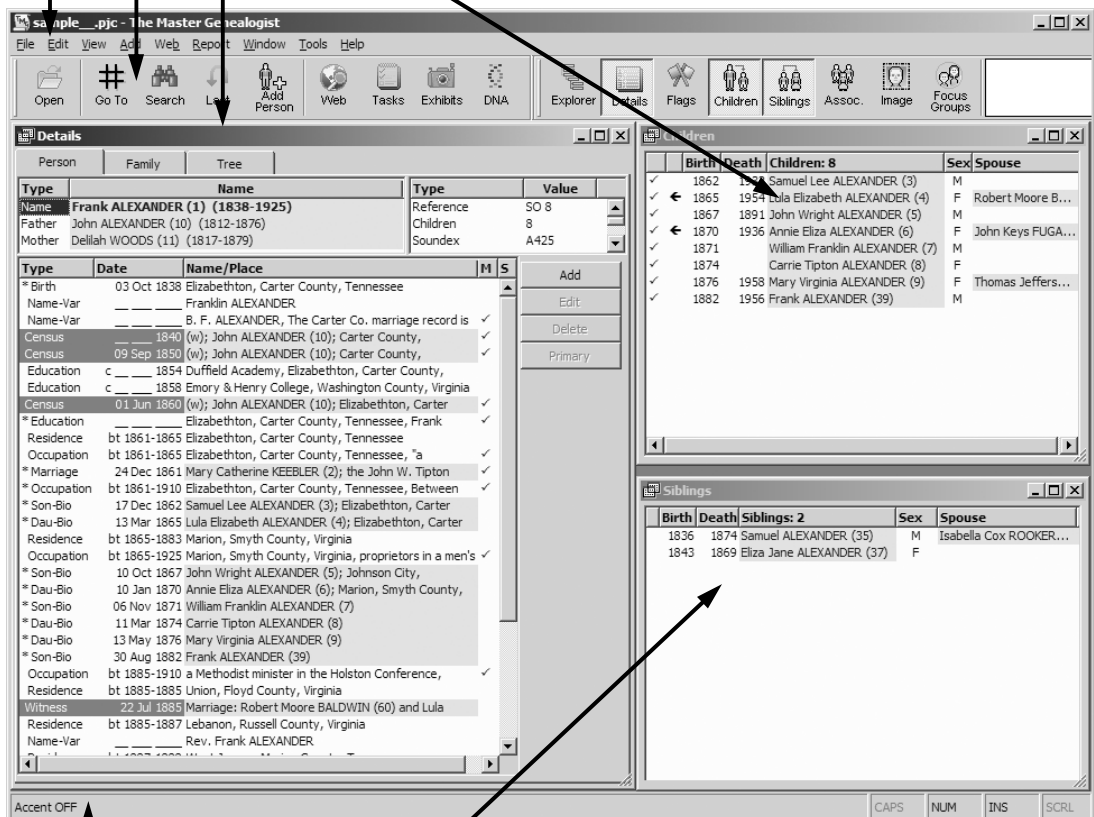 sample__.pjc - The Master Genealogist
File Edit View Add Web Report Window Tools Help
Open Go To Search Last Add Person Web Tasks Exhibits DNA Explorer Details Flags Children Siblings Assoc. Image Focus Groups
Details
Person Family Tree
Type Name Type Value
Name Frank ALEXANDER (1) (1838-1925) Reference SO 8
Father John ALEXANDER (10) (1812-1876) Children 8
Mother Delilah WOODS (11) (1817-1879) Soundex A425
Type Date Name/Place M S
* Birth 03 Oct 1838 Elizabethton, Carter County, Tennessee
Name-Var __ ___ ____ Franklin ALEXANDER
Name-Var __ ___ ____ B. F. ALEXANDER, The Carter Co. marriage record is ✓
Census __ ___ 1840 (w); John ALEXANDER (10); Carter County, ✓
Census 09 Sep 1850 (w); John ALEXANDER (10); Carter County, ✓
Education c __ ___ 1854 Duffield Academy, Elizabethton, Carter County,
Education c __ ___ 1858 Emory & Henry College, Washington County, Virginia
Census 01 Jun 1860 (w); John ALEXANDER (10); Elizabethton, Carter ✓
* Education __ ___ ____ Elizabethton, Carter County, Tennessee, Frank ✓
Residence bt 1861-1865 Elizabethton, Carter County, Tennessee
Occupation bt 1861-1865 Elizabethton, Carter County, Tennessee, "a ✓
* Marriage 24 Dec 1861 Mary Catherine KEEBLER (2); the John W. Tipton ✓
* Occupation bt 1861-1910 Elizabethton, Carter County, Tennessee, Between ✓
* Son-Bio 17 Dec 1862 Samuel Lee ALEXANDER (3); Elizabethton, Carter
* Dau-Bio 13 Mar 1865 Lula Elizabeth ALEXANDER (4); Elizabethton, Carter
Residence bt 1865-1883 Marion, Smyth County, Virginia
Occupation bt 1865-1925 Marion, Smyth County, Virginia, proprietors in a men's ✓
* Son-Bio 10 Oct 1867 John Wright ALEXANDER (5); Johnson City,
* Dau-Bio 10 Jan 1870 Annie Eliza ALEXANDER (6); Marion, Smyth County,
* Son-Bio 06 Nov 1871 William Franklin ALEXANDER (7)
* Dau-Bio 11 Mar 1874 Carrie Tipton ALEXANDER (8)
* Dau-Bio 13 May 1876 Mary Virginia ALEXANDER (9)
* Son-Bio 30 Aug 1882 Frank ALEXANDER (39)
Occupation bt 1885-1910 a Methodist minister in the Holston Conference, ✓
Residence bt 1885-1885 Union, Floyd County, Virginia
Witness 22 Jul 1885 Marriage: Robert Moore BALDWIN (60) and Lula
Residence bt 1885-1887 Lebanon, Russell County, Virginia
Name-Var __ ___ ____ Rev. Frank ALEXANDER
Add
Edit
Delete
Primary
Children
Birth Death Children: 8 Sex Spouse
✓ 1862 Samuel Lee ALEXANDER (3) M
✓ 1865 1954 Lula Elizabeth ALEXANDER (4) F Robert Moore B...
✓ 1867 1891 John Wright ALEXANDER (5) M
✓ 1870 1936 Annie Eliza ALEXANDER (6) F John Keys FUGA...
✓ 1871 William Franklin ALEXANDER (7) M
✓ 1874 Carrie Tipton ALEXANDER (8) F
✓ 1876 1958 Mary Virginia ALEXANDER (9) F Thomas Jeffers...
✓ 1882 1956 Frank ALEXANDER (39) M
Siblings
Birth Death Siblings: 2 Sex Spouse
1836 1874 Samuel ALEXANDER (35) M Isabella Cox ROOKER...
1843 1869 Eliza Jane ALEXANDER (37) F
Accent OFF CAPS NUM INS SCRL